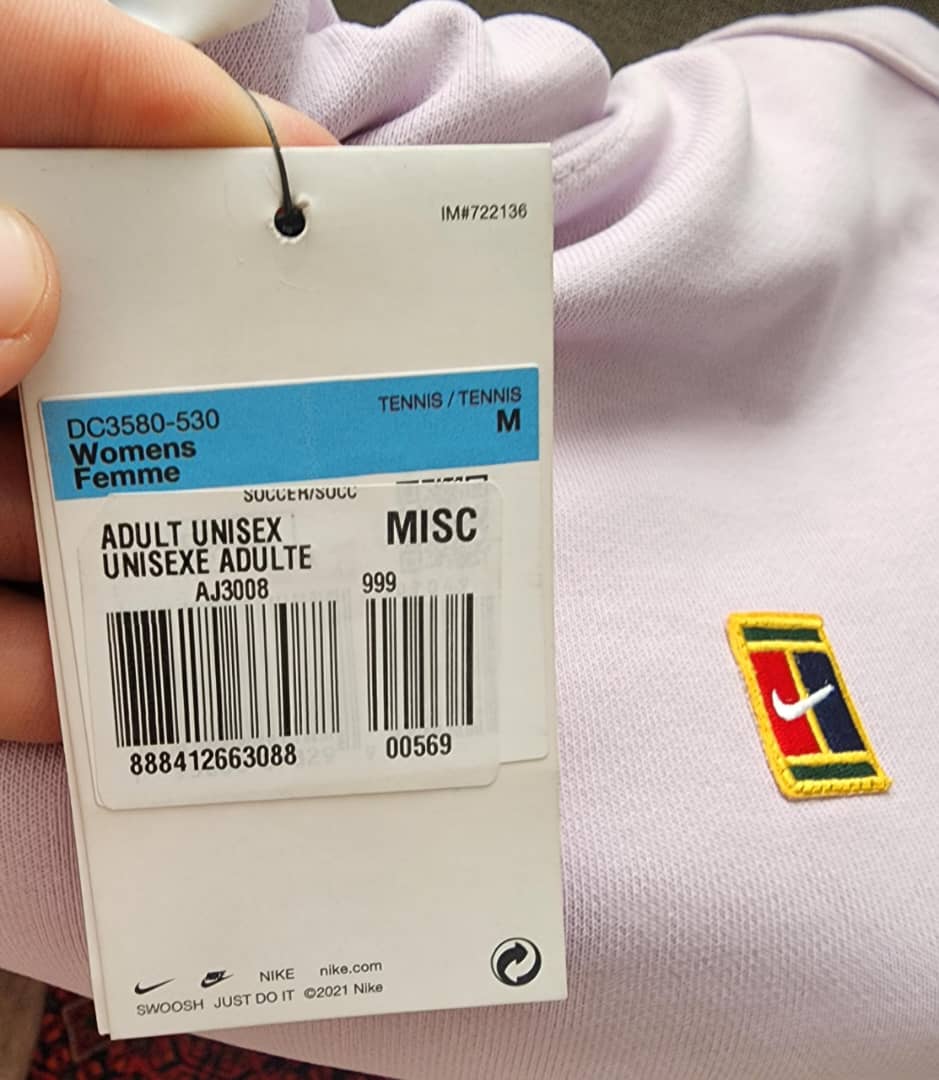 IM#722136
TENNIS / TENNIS
DC3580-530
M
Womens
Femme
SOCCER/SOCC
ADULT UNISEX
MISC
UNISEXE ADULTE
AJ3008
999
888412663088
00569
NIKE
nike.com
SWOOSH JUST DO IT ©2021 Nike